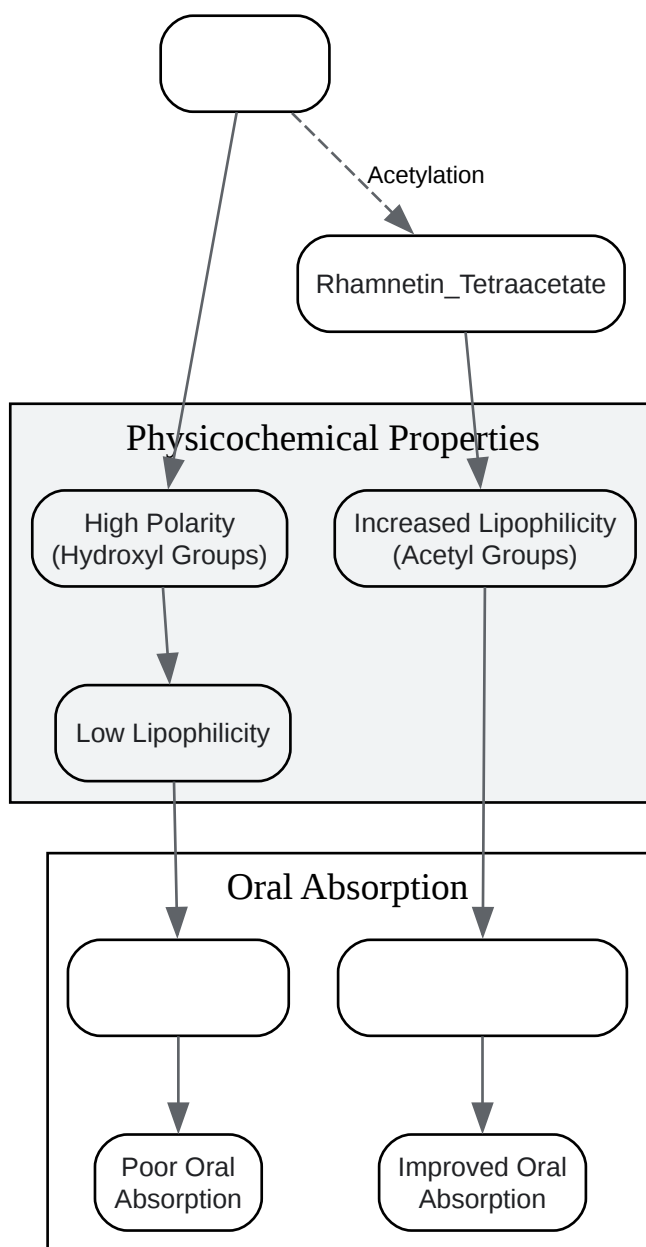 Acetylation
Rhamnetin_Tetraacetate
Physicochemical Properties
High Polarity
(Hydroxyl Groups)
Increased Lipophilicity
(Acetyl Groups)
Low Lipophilicity
Oral Absorption
Poor Oral
Absorption
Improved Oral
Absorption